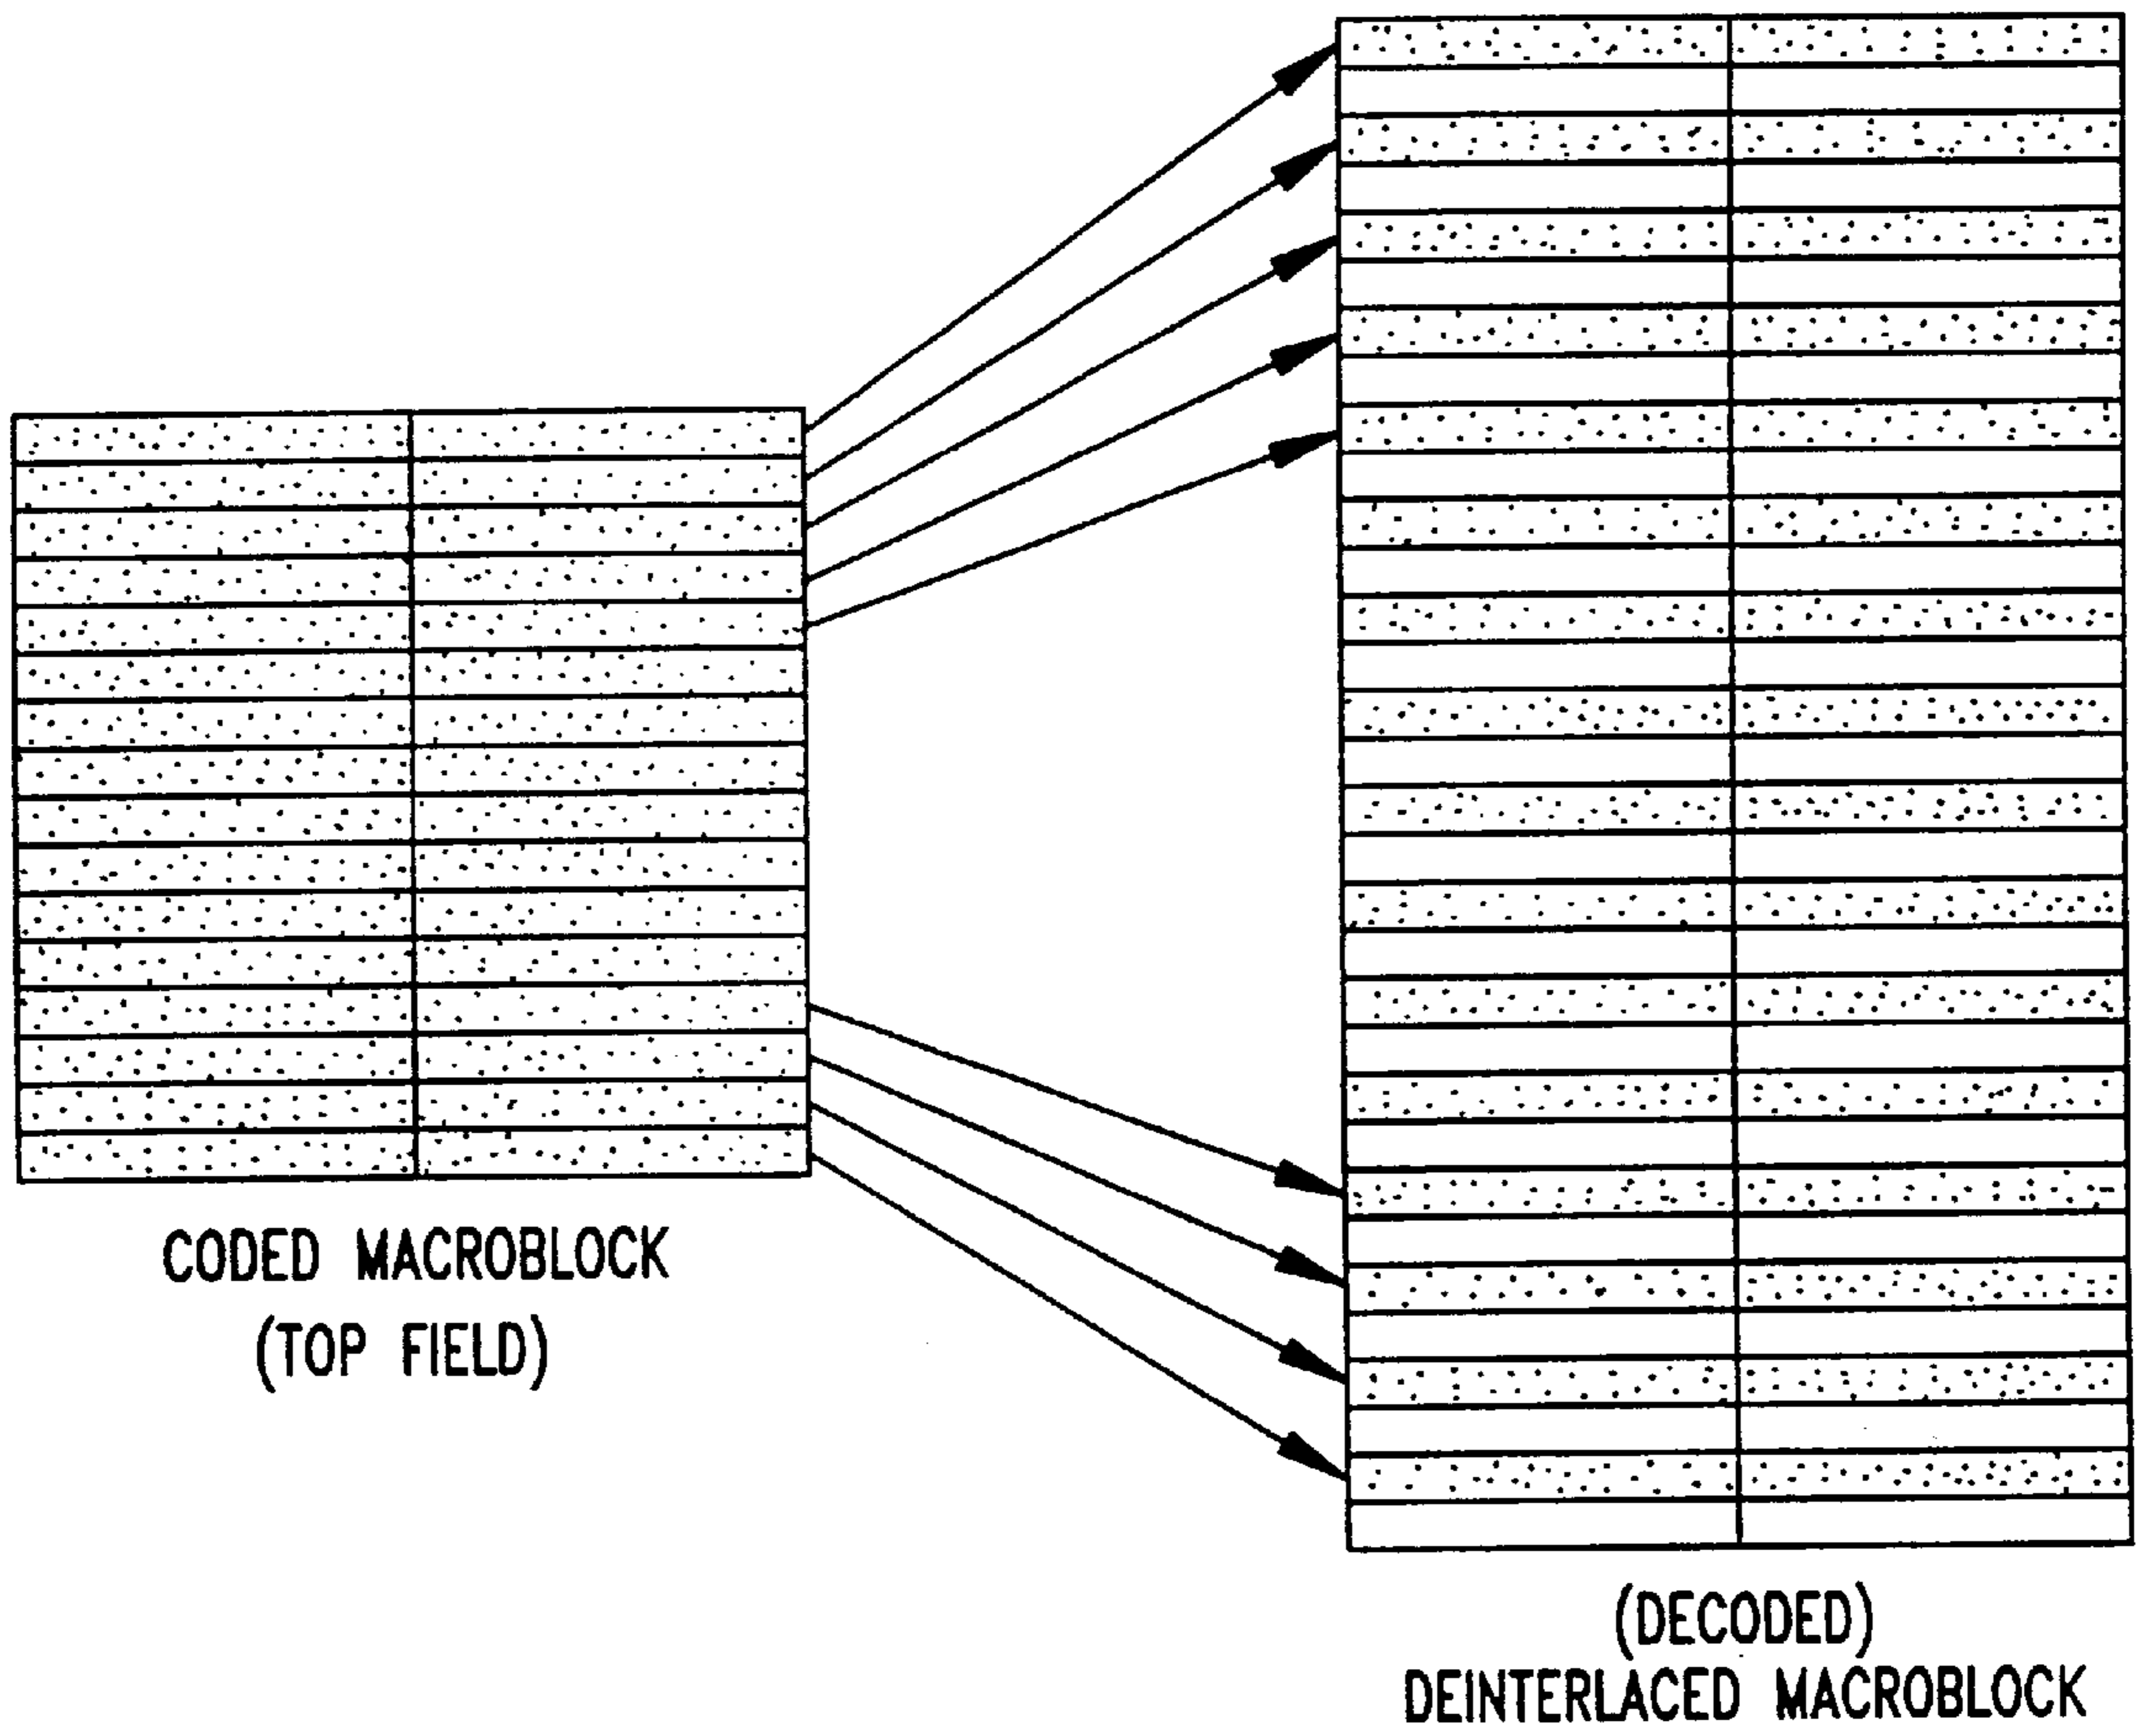 CODED MACROBLOCK
(TOP FIELD)
(DECODED)
DEINTERLACED MACROBLOCK